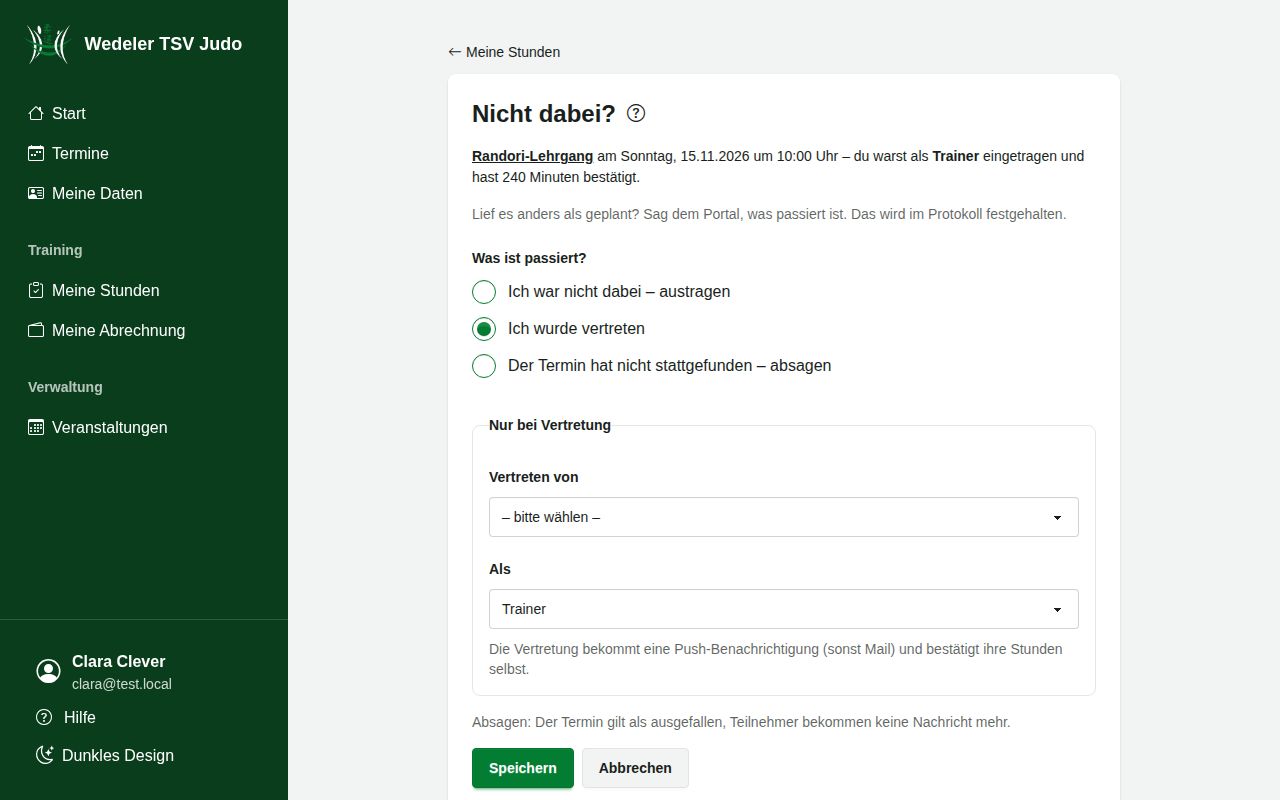 Wedeler TSV Judo
Start
Termine
Meine Daten
Training
Meine Stunden
Meine Abrechnung
Verwaltung
Veranstaltungen
Clara Clever
clara@test.local
Hilfe
Dunkles Design
← Meine Stunden
Nicht dabei?
Randori-Lehrgang am Sonntag, 15.11.2026 um 10:00 Uhr – du warst als Trainer eingetragen und
hast 240 Minuten bestätigt.
Lief es anders als geplant? Sag dem Portal, was passiert ist. Das wird im Protokoll festgehalten.
Was ist passiert?
Ich war nicht dabei – austragen
Ich wurde vertreten
Der Termin hat nicht stattgefunden – absagen
Nur bei Vertretung
Vertreten von
– bitte wählen –
Als
Trainer
Die Vertretung bekommt eine Push-Benachrichtigung (sonst Mail) und bestätigt ihre Stunden
selbst.
Absagen: Der Termin gilt als ausgefallen, Teilnehmer bekommen keine Nachricht mehr.
Speichern
Abbrechen